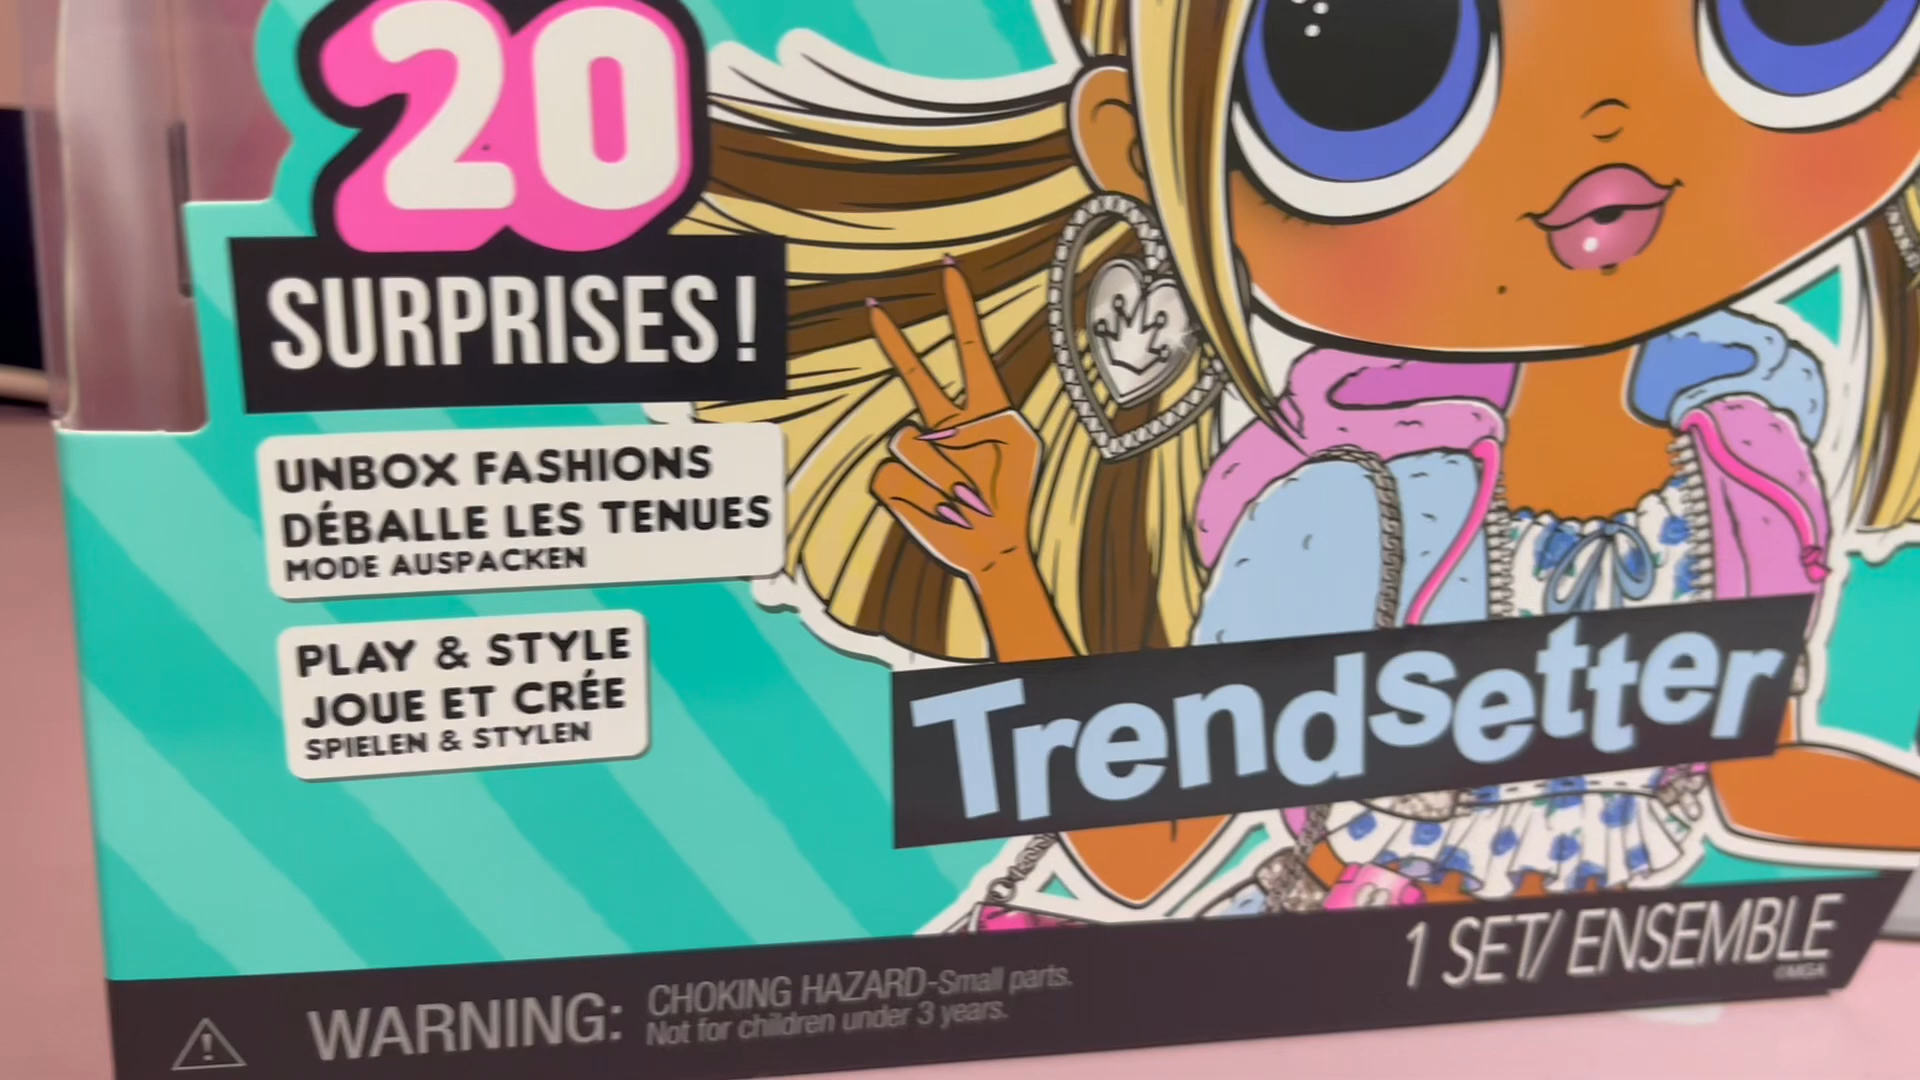 20
SURPRISES!
UNBOX FASHIONS
DÉBALLE LES TENUES
MODE AUSPACKEN
PLAY & STYLE
JOUE ET CRÉE
SPIELEN & STYLEN
Trendsetter
1 SET/ ENSEMBLE
©MGA
WARNING: CHOKING HAZARD-Small parts.
Not for children under 3 years.